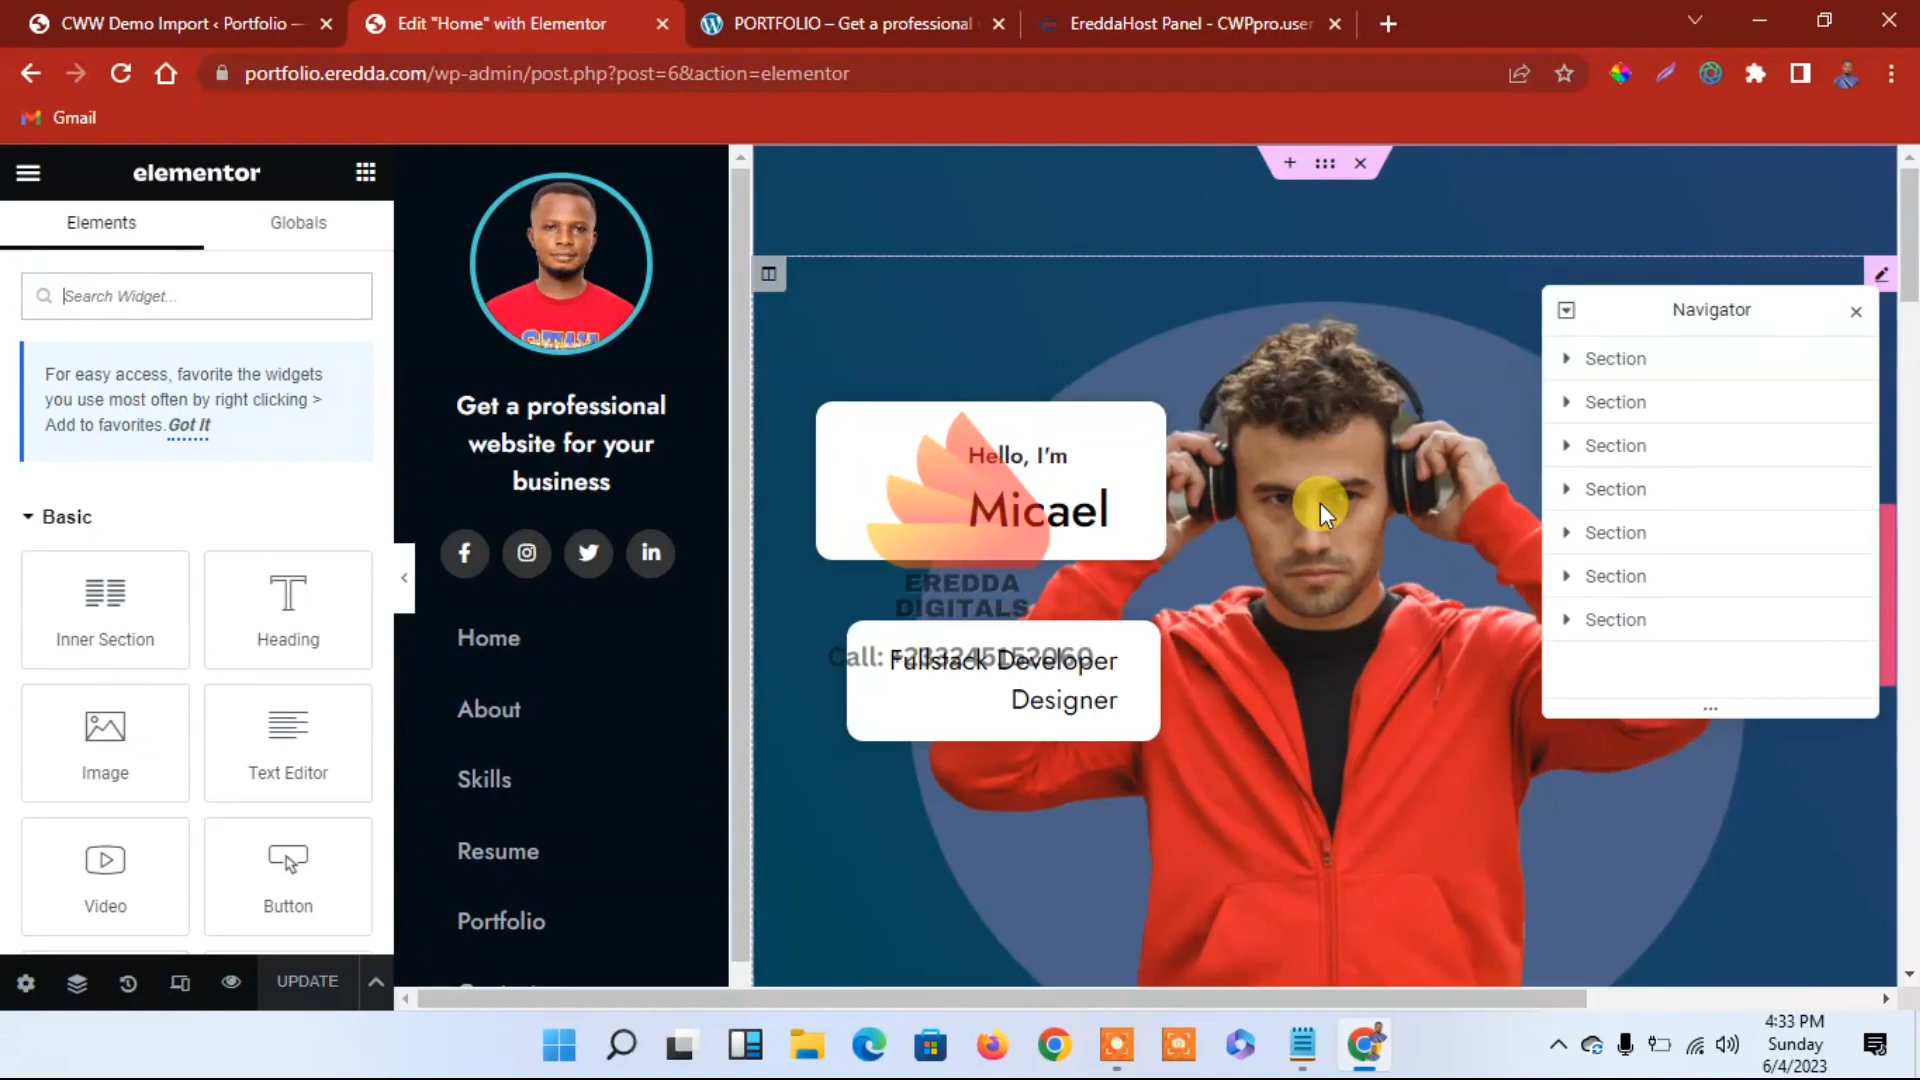 CWW Demo Import ‹ Portfolio —
Edit "Home" with Elementor
PORTFOLIO – Get a professional
EreddaHost Panel - CWPpro.user
portfolio.eredda.com/wp-admin/post.php?post=6&action=elementor
Gmail
elementor
Elements
Globals
Search Widget...
For easy access, favorite the widgets
you use most often by right clicking >
Add to favorites. Got It
Basic
Inner Section
Heading
Image
Text Editor
Video
Button
UPDATE
Get a professional
website for your
business
Home
About
Skills
Resume
Portfolio
Hello, I'm
Micael
EREDDA
DIGITALS
Call: +233245152060
Fullstack Developer
Designer
Navigator
Section
Section
Section
Section
Section
Section
Section
4:33 PM
Sunday
6/4/2023